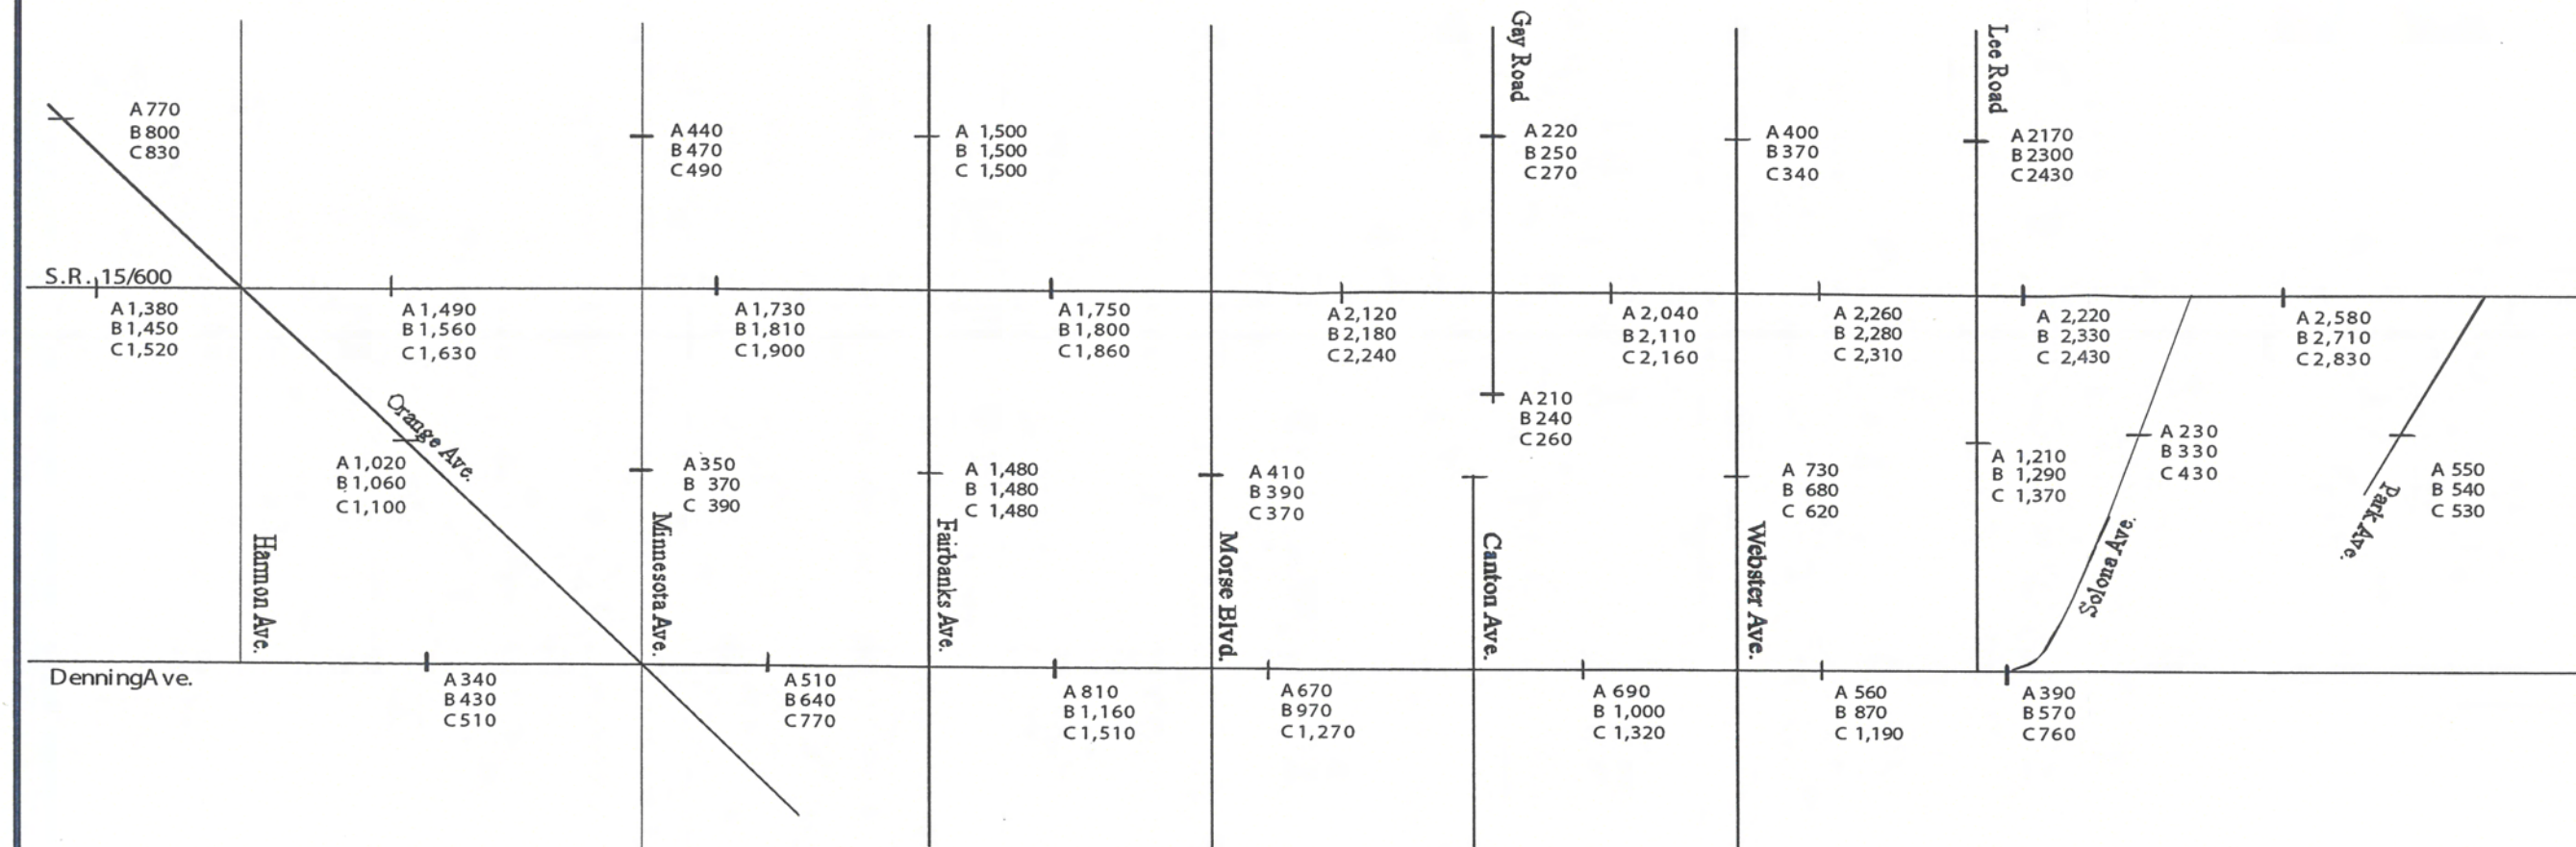 Gay Road
Lee Road
A 770
B 800
C 830
A 440
B 470
C 490
A 1,500
B 1,500
C 1,500
A 220
B 250
C 270
A 400
B 370
C 340
A 2170
B 2300
C 2430
S.R. 15/600
A 1,380
B 1,450
C 1,520
A 1,490
B 1,560
C 1,630
A 1,730
B 1,810
C 1,900
A 1,750
B 1,800
C 1,860
A 2,120
B 2,180
C 2,240
A 2,040
B 2,110
C 2,160
A 2,260
B 2,280
C 2,310
A 2,220
B 2,330
C 2,430
A 2,580
B 2,710
C 2,830
Orange Ave.
A 1,020
B 1,060
C 1,100
A 350
B 370
C 390
A 1,480
B 1,480
C 1,480
A 410
B 390
C 370
A 210
B 240
C 260
A 730
B 680
C 620
A 1,210
B 1,290
C 1,370
A 230
B 330
C 430
A 550
B 540
C 530
Harmon Ave.
Minnesota Ave.
Fairbanks Ave.
Morse Blvd.
Canton Ave.
Webster Ave.
Solona Ave.
Park Ave.
Denning Ave.
A 340
B 430
C 510
A 510
B 640
C 770
A 810
B 1,160
C 1,510
A 670
B 970
C 1,270
A 690
B 1,000
C 1,320
A 560
B 870
C 1,190
A 390
B 570
C 760